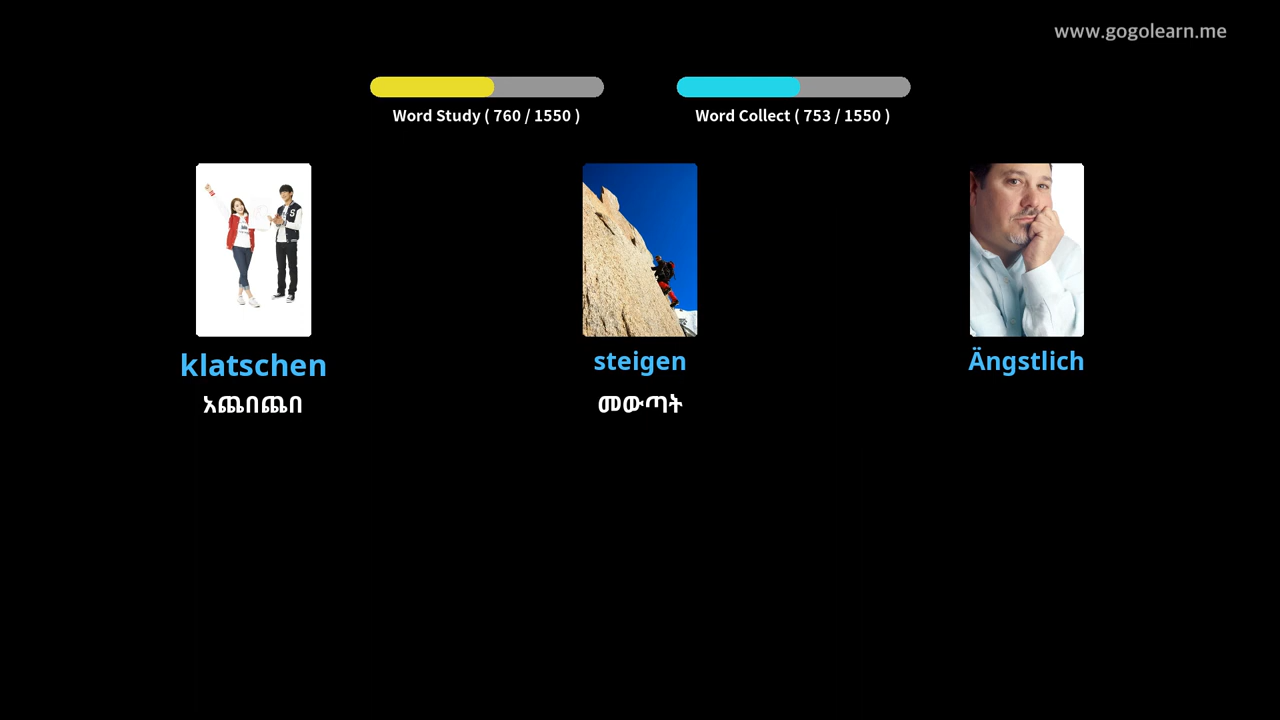 www.gogolearn.me
Word Study ( 760 / 1550 )
Word Collect ( 753 / 1550 )
klatschen
steigen
Ängstlich
አጨበጨበ
መውጣት